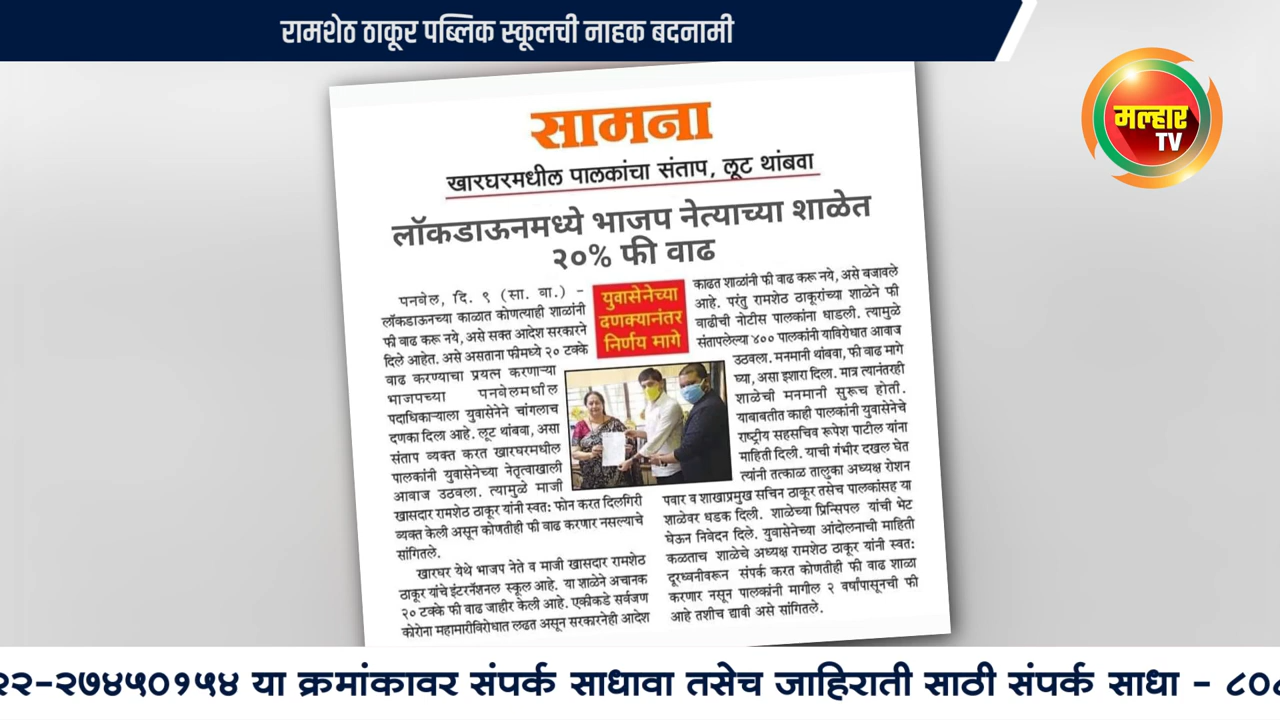 रामशेठ ठाकूर पब्लिक स्कूलची नाहक बदनामी
मल्हार
TV
सामना
खारघरमधील पालकांचा संताप, लूट थांबवा
लॉकडाऊनमध्ये भाजप नेत्याच्या शाळेत
२०% फी वाढ
पनवेल, दि. ९ (सा. वा.) -
लॉकडाऊनच्या काळात कोणत्याही शाळांनी
फी वाढ करू नये, असे सक्त आदेश सरकारने
दिले आहेत. असे असताना फीमध्ये २० टक्के
वाढ करण्याचा प्रयत्न करणाऱ्या
भाजपच्या पनवेलमधील
पदाधिकाऱ्याला युवासेनेने चांगलाच
दणका दिला आहे. लूट थांबवा, असा
संताप व्यक्त करत खारघरमधील
पालकांनी युवासेनेच्या नेतृत्वाखाली
आवाज उठवला. त्यामुळे माजी
खासदार रामशेठ ठाकूर यांनी स्वत: फोन करत दिलगिरी
व्यक्त केली असून कोणतीही फी वाढ करणार नसल्याचे
सांगितले.
खारघर येथे भाजप नेते व माजी खासदार रामशेठ
ठाकूर यांचे इंटरनॅशनल स्कूल आहे. या शाळेने अचानक
२० टक्के फी वाढ जाहीर केली आहे. एकीकडे सर्वजण
कोरोना महामारीविरोधात लढत असून सरकारनेही आदेश
युवासेनेच्या
दणक्यानंतर
निर्णय मागे
काढत शाळांनी फी वाढ करू नये, असे बजावले
आहे. परंतु रामशेठ ठाकूरांच्या शाळेने फी
वाढीची नोटीस पालकांना धाडली. त्यामुळे
संतापलेल्या ४०० पालकांनी याविरोधात आवाज
उठवला. मनमानी थांबवा, फी वाढ मागे
घ्या, असा इशारा दिला. मात्र त्यानंतरही
शाळेची मनमानी सुरूच होती.
याबाबतीत काही पालकांनी युवासेनेचे
राष्ट्रीय सहसचिव रूपेश पाटील यांना
माहिती दिली. याची गंभीर दखल घेत
त्यांनी तत्काळ तालुका अध्यक्ष रोशन
पवार व शाखाप्रमुख सचिन ठाकूर तसेच पालकांसह या
शाळेवर धडक दिली. शाळेच्या प्रिन्सिपल यांची भेट
घेऊन निवेदन दिले. युवासेनेच्या आंदोलनाची माहिती
कळताच शाळेचे अध्यक्ष रामशेठ ठाकूर यांनी स्वत:
दूरध्वनीवरून संपर्क करत कोणतीही फी वाढ शाळा
करणार नसून पालकांनी मागील २ वर्षांपासूनची फी
आहे तशीच द्यावी असे सांगितले.
२२-२७४५०१५४ या क्रमांकावर संपर्क साधावा तसेच जाहिराती साठी संपर्क साधा - ८०